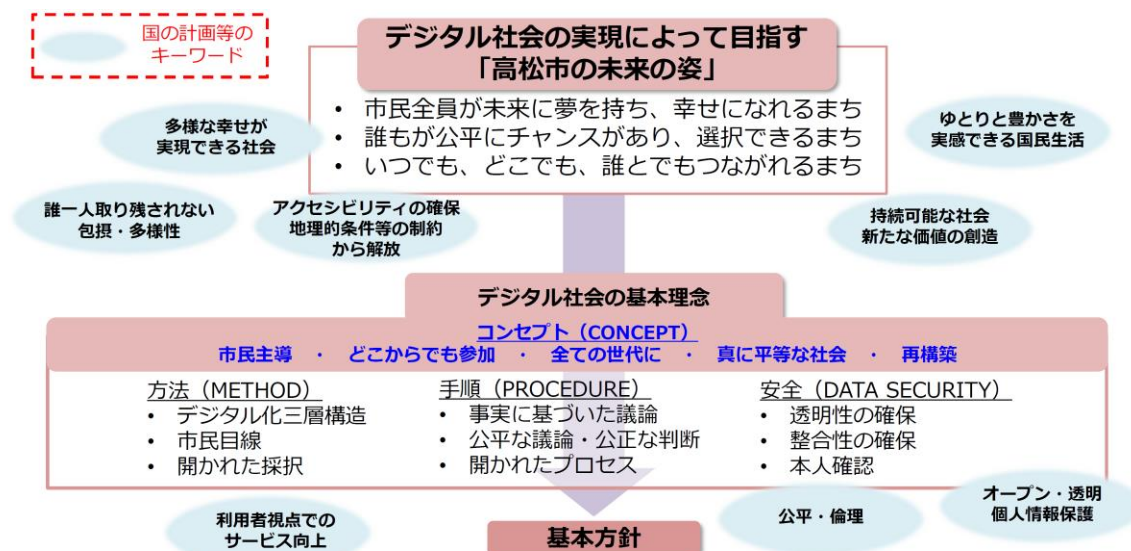 国の計画等の
キーワード
デジタル社会の実現によって目指す
「高松市の未来の姿」
• 市民全員が未来に夢を持ち、幸せになれるまち
• 誰もが公平にチャンスがあり、選択できるまち
• いつでも、どこでも、誰とでもつながれるまち
多様な幸せが
実現できる社会
ゆとりと豊かさを
実感できる国民生活
誰一人取り残されない
包摂・多様性
アクセシビリティの確保
地理的条件等の制約
から解放
持続可能な社会
新たな価値の創造
デジタル社会の基本理念
コンセプト（CONCEPT）
市民主導 ・ どこからでも参加 ・ 全ての世代に ・ 真に平等な社会 ・ 再構築
方法（METHOD）
• デジタル化三層構造
• 市民目線
• 開かれた採択
手順（PROCEDURE）
• 事実に基づいた議論
• 公平な議論・公正な判断
• 開かれたプロセス
安全（DATA SECURITY）
• 透明性の確保
• 整合性の確保
• 本人確認
利用者視点での
サービス向上
公平・倫理
オープン・透明
個人情報保護
基本方針